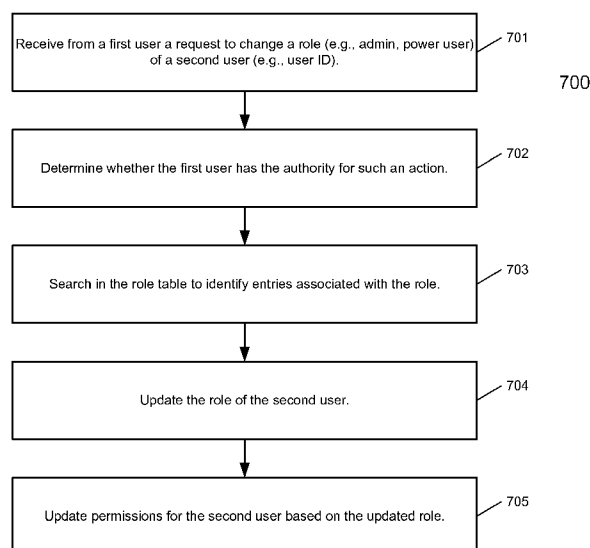 Receive from a first user a request to change a role (e.g., admin, power user)
of a second user (e.g., user ID).
701
700
Determine whether the first user has the authority for such an action.
702
Search in the role table to identify entries associated with the role.
703
Update the role of the second user.
704
Update permissions for the second user based on the updated role.
705